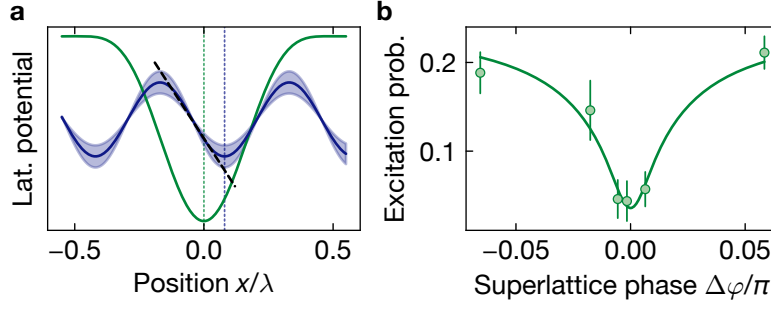 a
Lat. potential
−0.5
0.0
0.5
Position x/λ
b
Excitation prob.
0.2
0.1
−0.05
0.00
0.05
Superlattice phase Δφ/π